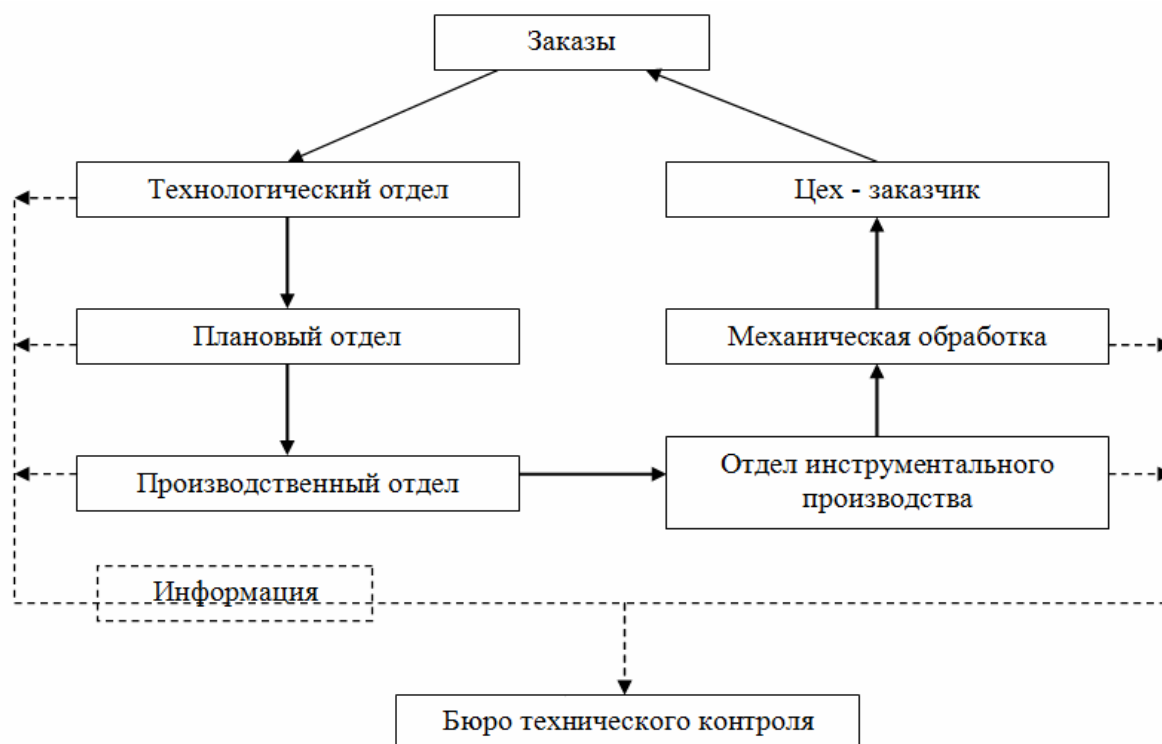 Заказы
Технологический отдел
Цех - заказчик
Плановый отдел
Механическая обработка
Производственный отдел
Отдел инструментального
производства
Информация
Бюро технического контроля